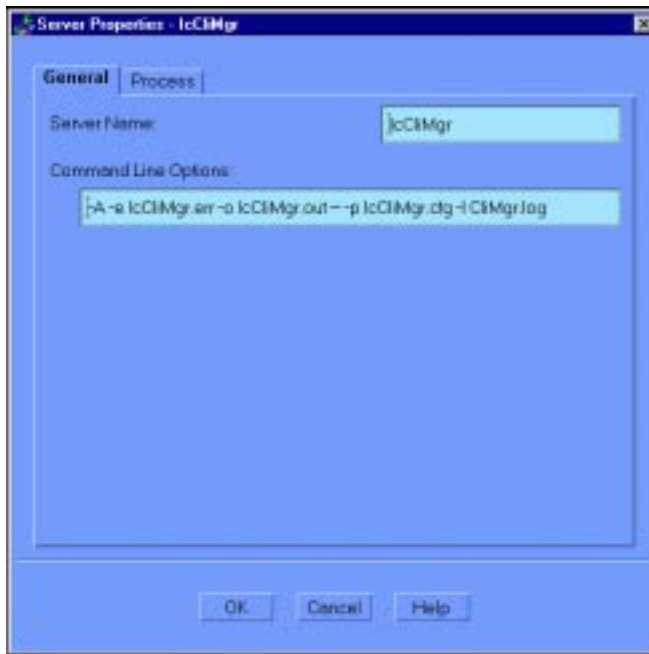 Server Properties - IcCliMgr
General
Process
Server Name:
IcCliMgr
Command Line Options:
-A -e IcCliMgr.err -o IcCliMgr.out -- -p IcCliMgr.cfg -l CliMgr.log
OK
Cancel
Help